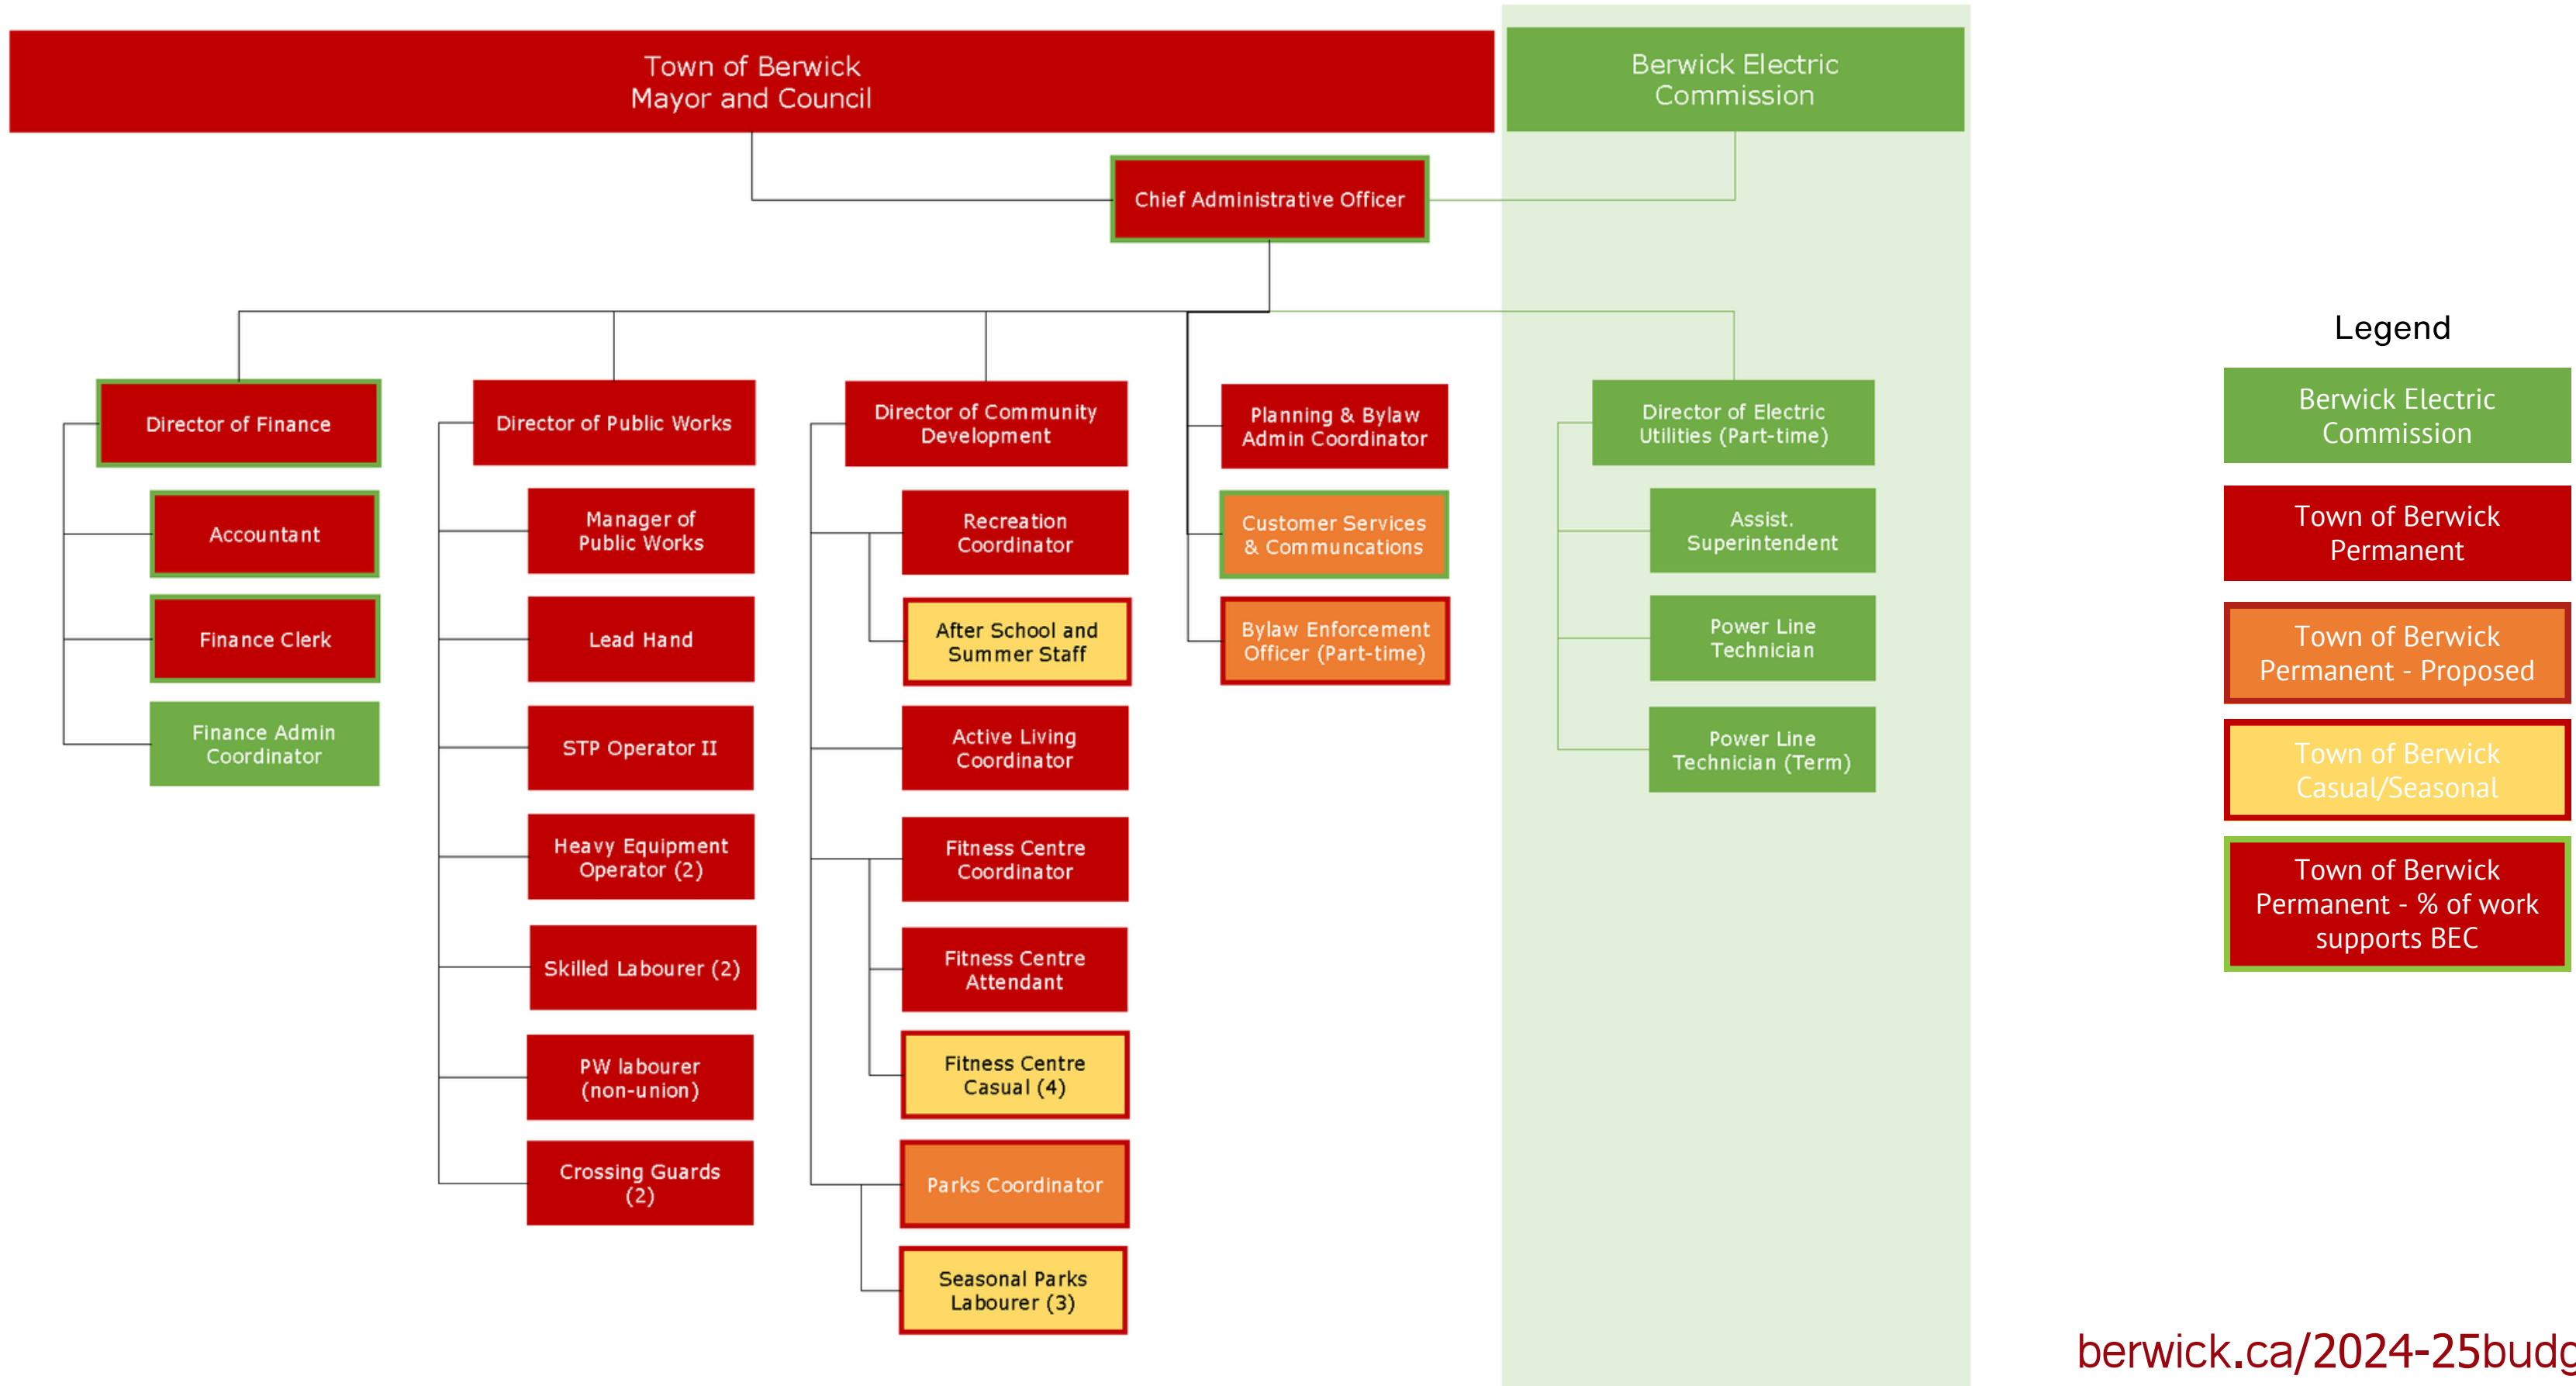 Town of Berwick
Mayor and Council
Berwick Electric
Commission
Chief Administrative Officer
Director of Finance
Accountant
Finance Clerk
Finance Admin
Coordinator
Director of Public Works
Manager of
Public Works
Lead Hand
STP Operator II
Heavy Equipment
Operator (2)
Skilled Labourer (2)
PW labourer
(non-union)
Crossing Guards
(2)
Director of Community
Development
Recreation
Coordinator
After School and
Summer Staff
Active Living
Coordinator
Fitness Centre
Coordinator
Fitness Centre
Attendant
Fitness Centre
Casual (4)
Parks Coordinator
Seasonal Parks
Labourer (3)
Planning & Bylaw
Admin Coordinator
Customer Services
& Communcations
Bylaw Enforcement
Officer (Part-time)
Director of Electric
Utilities (Part-time)
Assist.
Superintendent
Power Line
Technician
Power Line
Technician (Term)
Legend
Berwick Electric
Commission
Town of Berwick
Permanent
Town of Berwick
Permanent - Proposed
Town of Berwick
Casual/Seasonal
Town of Berwick
Permanent - % of work
supports BEC
berwick.ca/2024-25budg